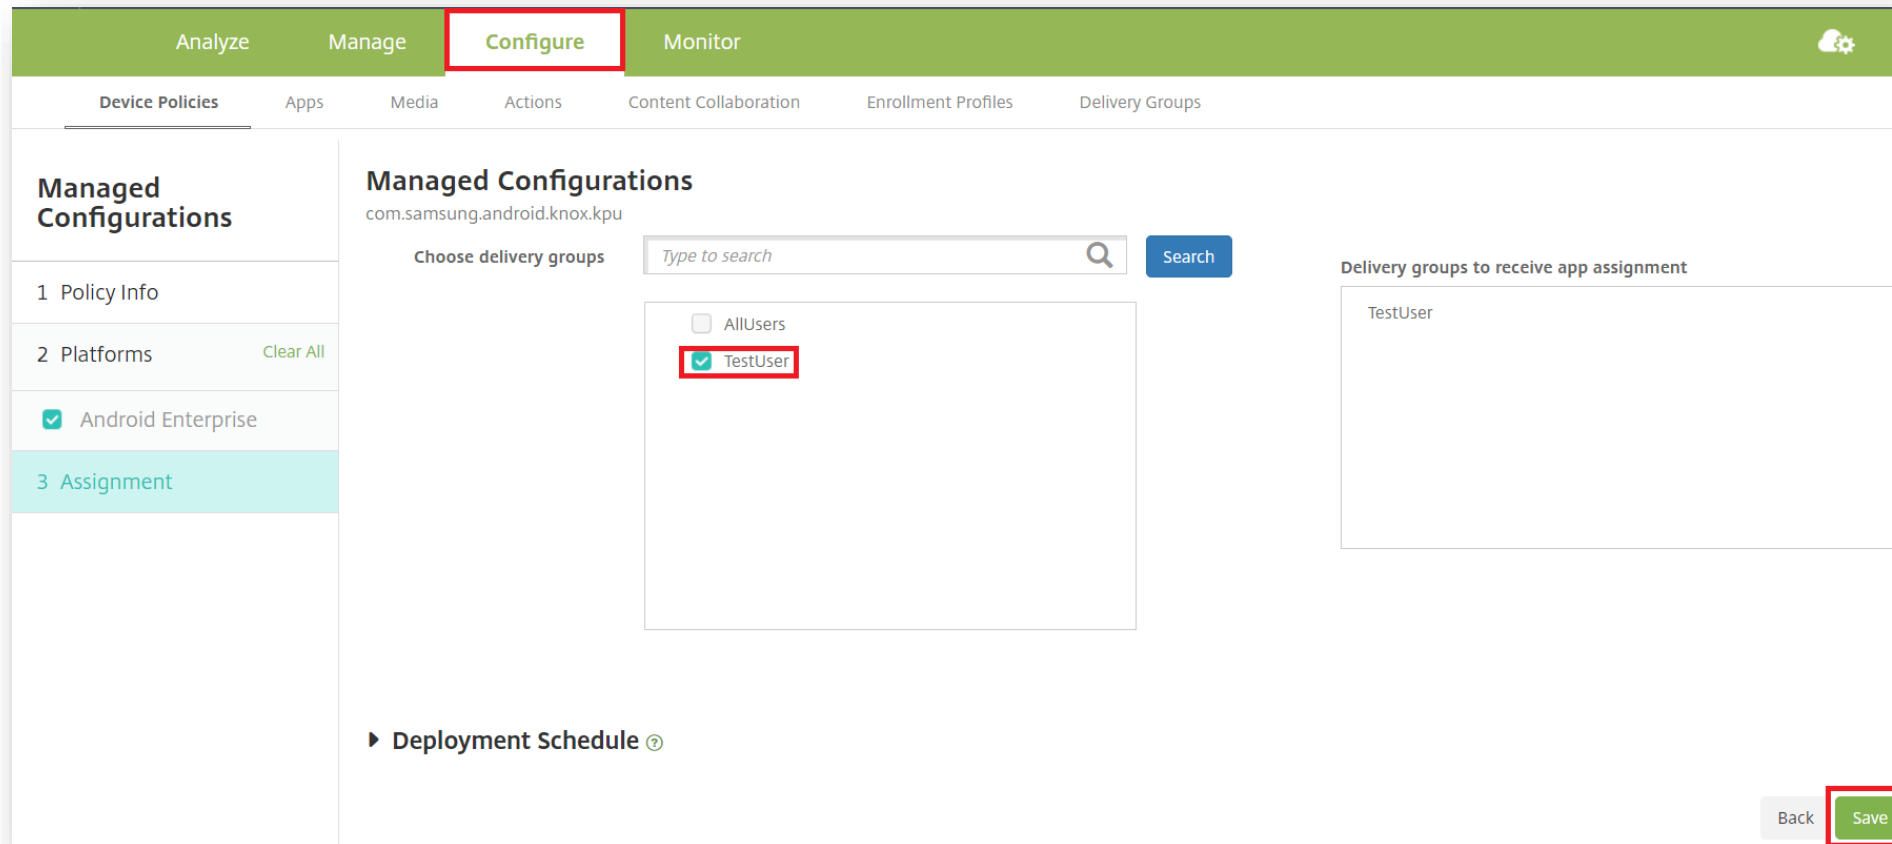 Analyze Manage Configure Monitor
Device Policies Apps Media Actions Content Collaboration Enrollment Profiles Delivery Groups
Managed
Configurations
1 Policy Info
2 Platforms Clear All
Android Enterprise
3 Assignment
Managed Configurations
com.samsung.android.knox.kpu
Choose delivery groups Type to search Search
AllUsers
TestUser
Delivery groups to receive app assignment
TestUser
Deployment Schedule ?
Back Save